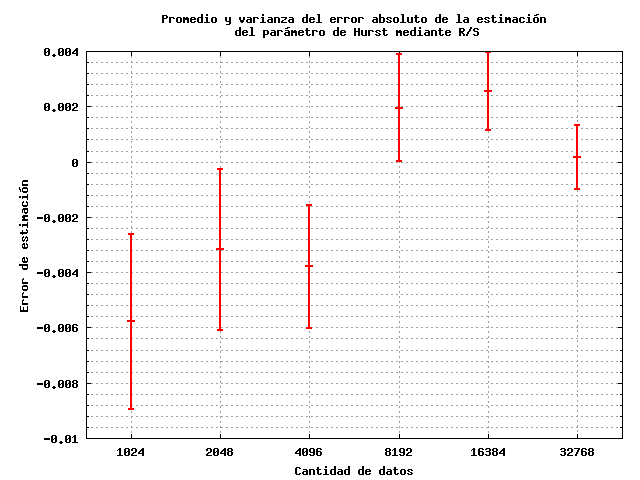 Promedio y varianza del error absoluto de la estimación
del parámetro de Hurst mediante R/S
0.004
0.002
0
-0.002
-0.004
-0.006
-0.008
-0.01
Error de estimación
1024 2048 4096 8192 16384 32768
Cantidad de datos